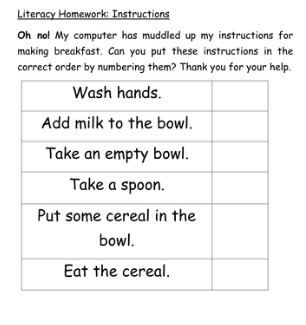 Literacy Homework: Instructions
Oh no! My computer has muddled up my instructions for
making breakfast. Can you put these instructions in the
correct order by numbering them? Thank you for your help.
Wash hands.
Add milk to the bowl.
Take an empty bowl.
Take a spoon.
Put some cereal in the
bowl.
Eat the cereal.